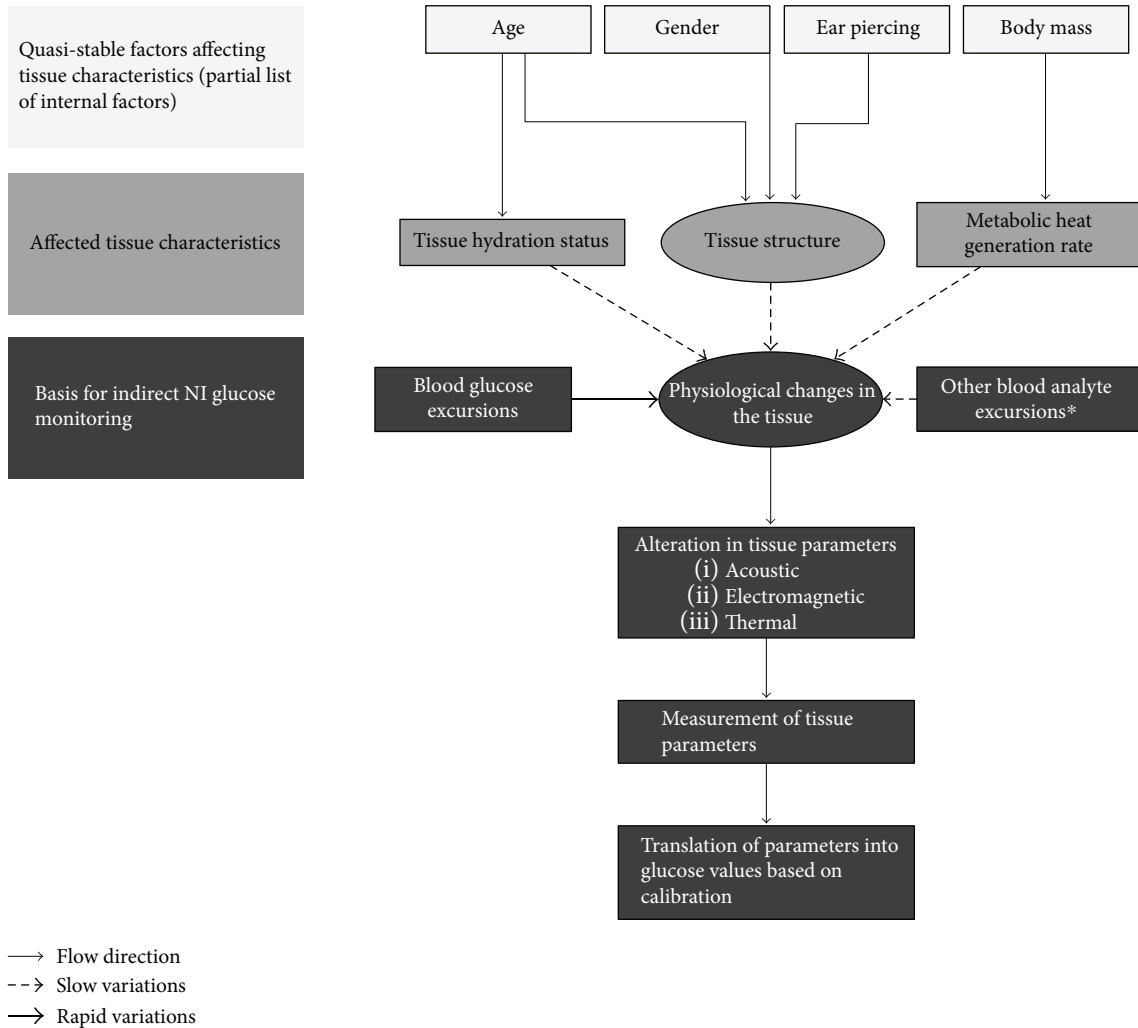 Quasi-stable factors affecting
tissue characteristics (partial list
of internal factors)
Age
Gender
Ear piercing
Body mass
Affected tissue characteristics
Tissue hydration status
Tissue structure
Metabolic heat
generation rate
Basis for indirect NI glucose
monitoring
Blood glucose
excursions
Physiological changes in
the tissue
Other blood analyte
excursions*
Alteration in tissue parameters
(i) Acoustic
(ii) Electromagnetic
(iii) Thermal
Measurement of tissue
parameters
Translation of parameters into
glucose values based on
calibration
Flow direction
Slow variations
Rapid variations